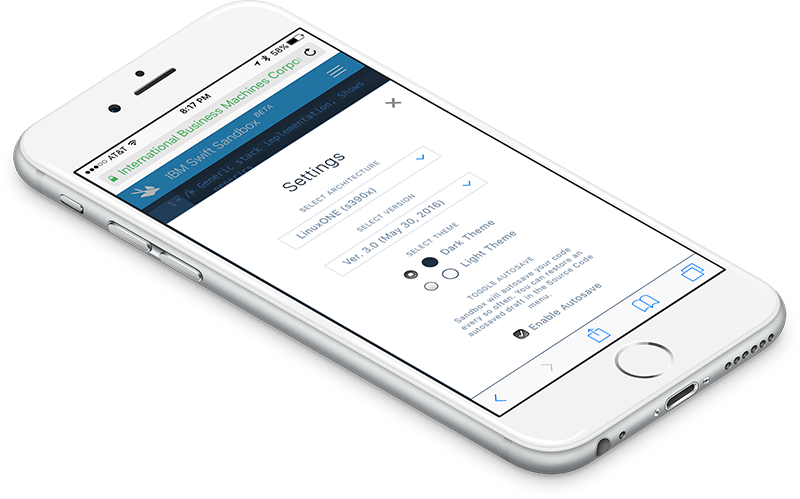 AT&T
8:17 PM
58%
International Business Machines Corpo
IBM Swift Sandbox BETA
Generic stack implementation. Shows
generics
Settings
SELECT ARCHITECTURE
LinuxONE (s390x)
SELECT VERSION
Ver. 3.0 (May 30, 2016)
SELECT THEME
Dark Theme
Light Theme
TOGGLE AUTOSAVE
Sandbox will autosave your code
every so often. You can restore an
autosaved draft in the Source Code
menu.
Enable Autosave